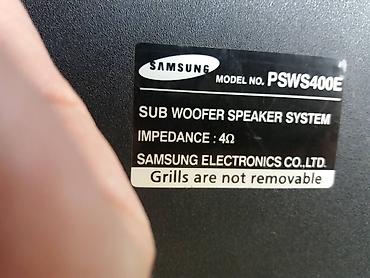 SAMSUNG MODEL NO. PSWS400E
SUB WOOFER SPEAKER SYSTEM
IMPEDANCE : 4Ω
SAMSUNG ELECTRONICS CO.,LTD.
Grills are not removable